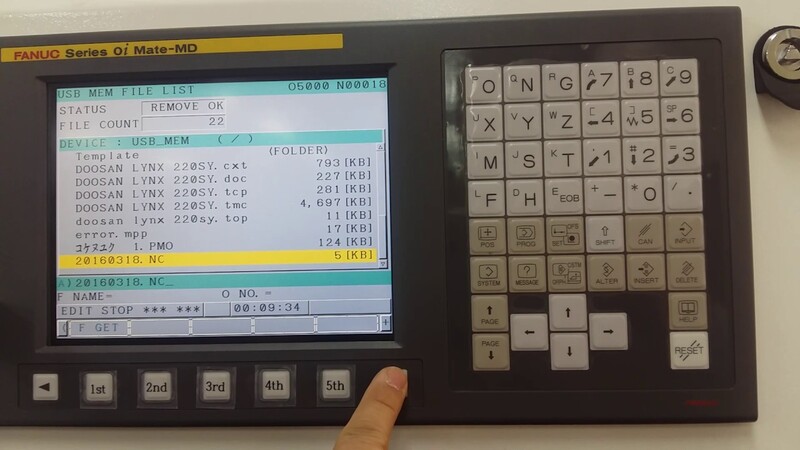 FANUC Series 0i Mate-MD
USB MEM FILE LIST O5000 N00018
STATUS REMOVE OK
FILE COUNT 22
DEVICE : USB_MEM ( / )
Template (FOLDER)
DOOSAN LYNX 220SY.cxt 793[KB]
DOOSAN LYNX 220SY.doc 227[KB]
DOOSAN LYNX 220SY.tcp 281[KB]
DOOSAN LYNX 220SY.tmc 4,697[KB]
doosan lynx 220sy.top 11[KB]
error.mpp 17[KB]
コケヌユク 1.PMO 124[KB]
20160318.NC 5[KB]
A)20160318.NC_
F NAME= O NO.=
EDIT STOP *** *** 00:09:34
( F GET +
◄ 1st 2nd 3rd 4th 5th
P O Q N R G A 7 B 8 C 9
U X V Y W Z [ 4 ] 5 SP 6
I M J S K T , 1 # 2 = 3
L F D H E EOB + - * 0 / .
POS PROG OFS SET SHIFT CAN INPUT
SYSTEM ? MESSAGE CSTM GRPH ALTER INSERT DELETE
PAGE ↑ ↑ HELP
PAGE ↓ ← ↓ → RESET